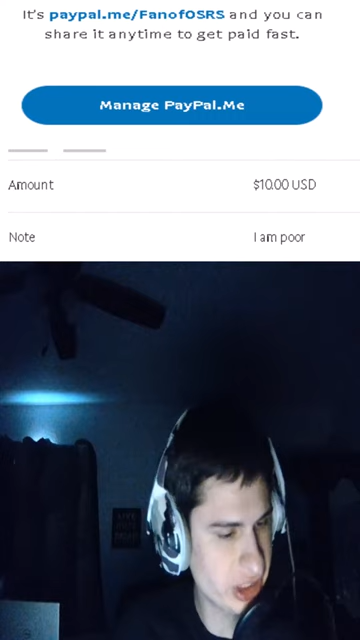 It's paypal.me/FanofOSRS and you can
share it anytime to get paid fast.
Manage PayPal.Me
Amount $10.00 USD
Note I am poor